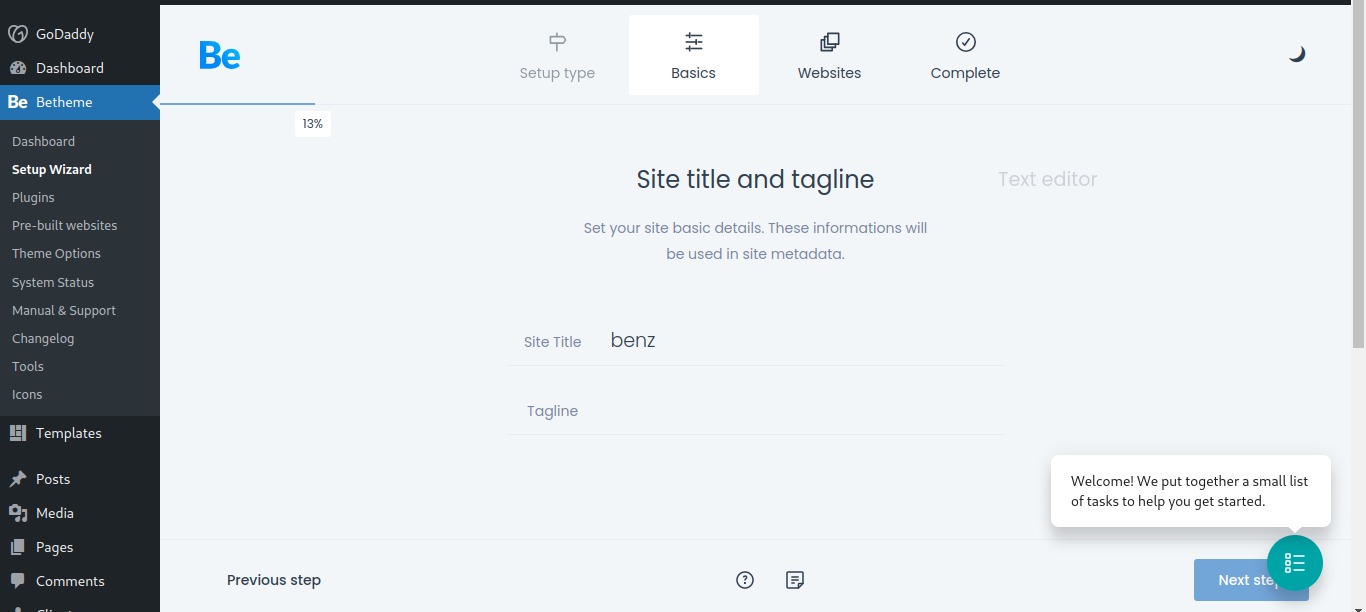 GoDaddy
Dashboard
Be Betheme
Dashboard
Setup Wizard
Plugins
Pre-built websites
Theme Options
System Status
Manual & Support
Changelog
Tools
Icons
Templates
Posts
Media
Pages
Comments
Be
Setup type
Basics
Websites
Complete
13%
Site title and tagline
Text editor
Set your site basic details. These informations will
be used in site metadata.
Site Title benz
Tagline
Welcome! We put together a small list
of tasks to help you get started.
Previous step
?
Next